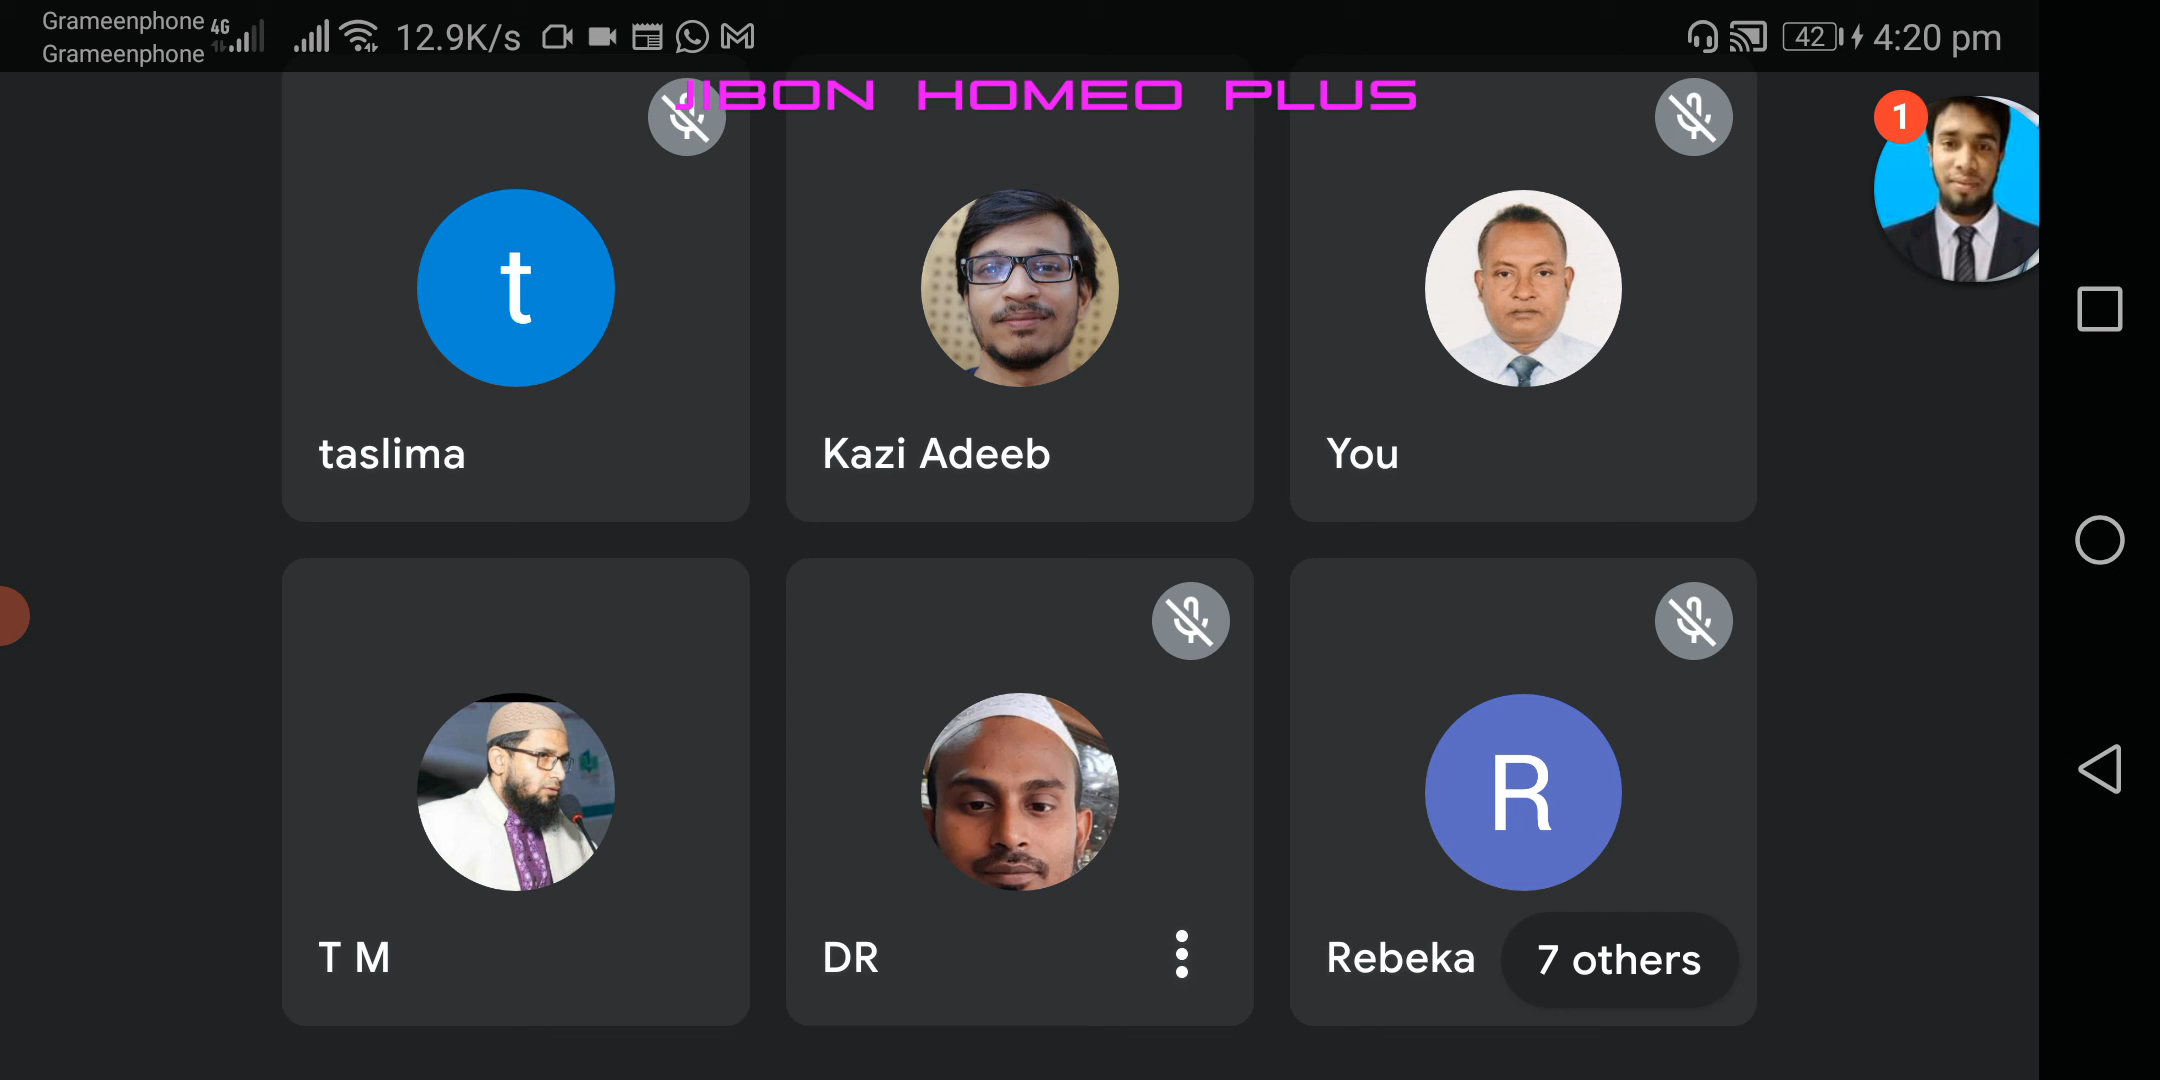 Grameenphone 4G 12.9K/s 42 4:20 pm
Grameenphone
JIBON HOMEO PLUS
1
t
taslima
Kazi Adeeb
You
T M
DR
R
Rebeka
7 others